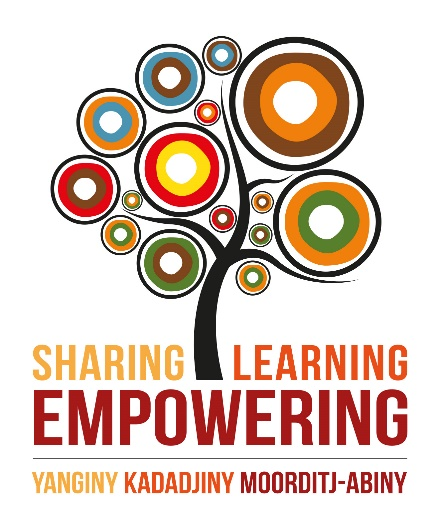 SHARING LEARNING
EMPOWERING
YANGINY KADADJINY MOORDITJ-ABINY